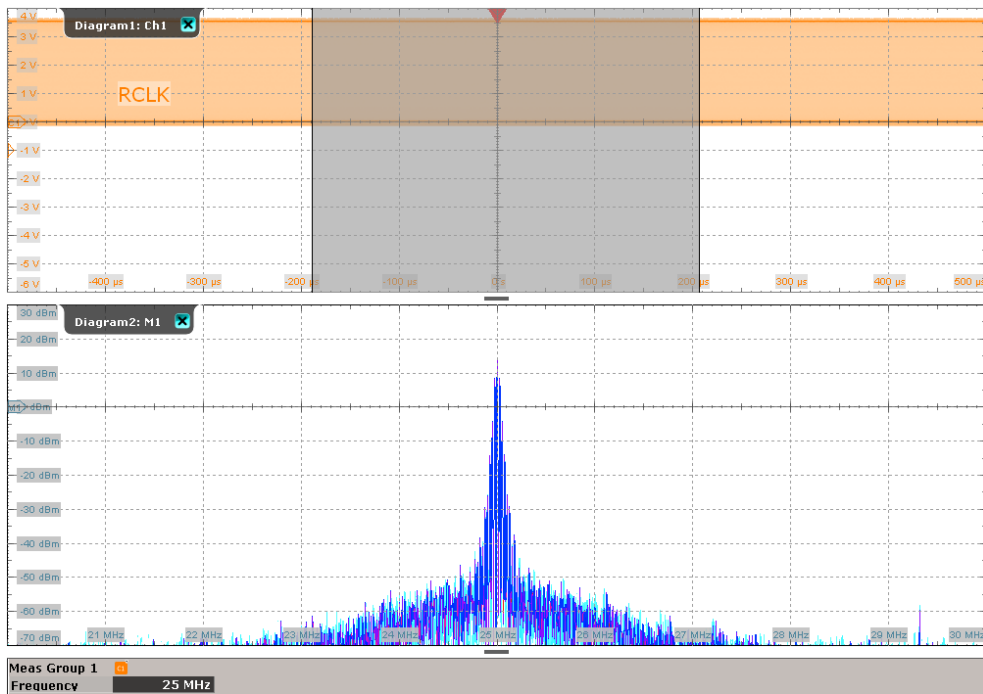 4 V
Diagram1: Ch1
3 V
2 V
RCLK
1 V
-1 V
-2 V
-3 V
-4 V
-5 V
-6 V
-400 µs -300 µs -200 µs -100 µs 0 s 100 µs 200 µs 300 µs 400 µs 500 µs
30 dBm
Diagram2: M1
20 dBm
10 dBm
M1 dBm
-10 dBm
-20 dBm
-30 dBm
-40 dBm
-50 dBm
-60 dBm
-70 dBm 21 MHz 22 MHz 23 MHz 24 MHz 25 MHz 26 MHz 27 MHz 28 MHz 29 MHz 30 MHz
Meas Group 1 C1
Frequency 25 MHz